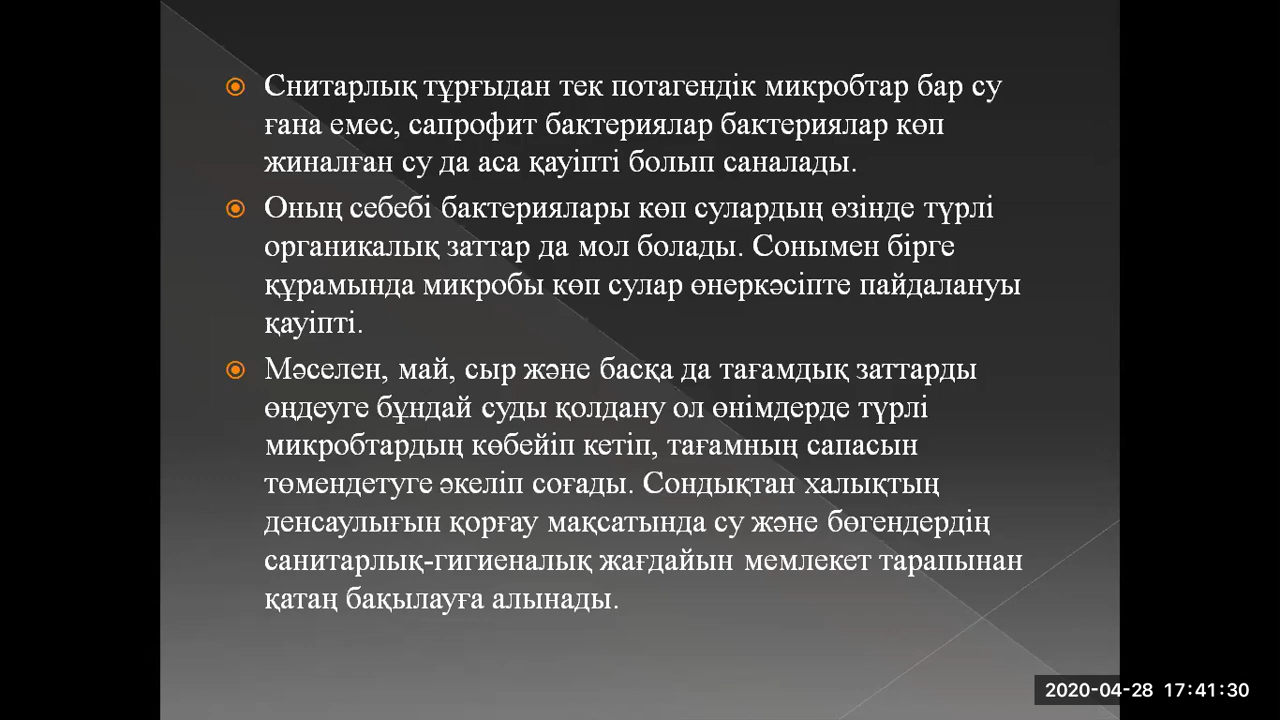 Снитарлық тұрғыдан тек потагендік микробтар бар су
ғана емес, сапрофит бактериялар бактериялар көп
жиналған су да аса қауіпті болып саналады.
Оның себебі бактериялары көп сулардың өзінде түрлі
органикалық заттар да мол болады. Сонымен бірге
құрамында микробы көп сулар өнеркәсіпте пайдалануы
қауіпті.
Мәселен, май, сыр және басқа да тағамдық заттарды
өңдеуге бұндай суды қолдану ол өнімдерде түрлі
микробтардың көбейіп кетіп, тағамның сапасын
төмендетуге әкеліп соғады. Сондықтан халықтың
денсаулығын қорғау мақсатында су және бөгендердің
санитарлық-гигиеналық жағдайын мемлекет тарапынан
қатаң бақылауға алынады.
2020-04-28 17:41:30